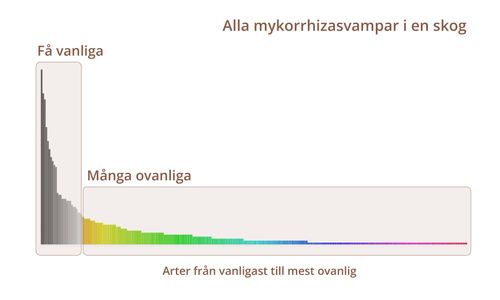 Alla mykorrhizasvampar i en skog
Få vanliga
Många ovanliga
Arter från vanligast till mest ovanlig